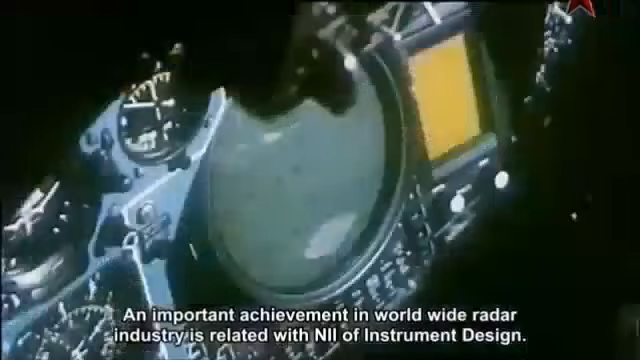 An important achievement in world wide radar
industry is related with NII of Instrument Design.